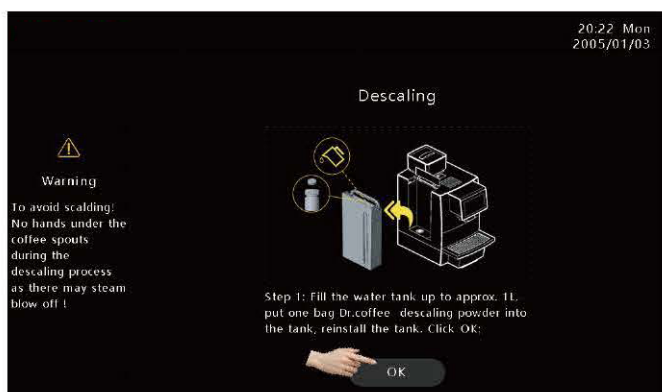 20:22 Mon
2005/01/03
Descaling
Warning
To avoid scalding!
No hands under the
coffee spouts
during the
descaling process
as there may steam
blow off !
Step 1: Fill the water tank up to approx. 1L.
put one bag Dr.coffee descaling powder into
the tank, reinstall the tank. Click OK:
OK